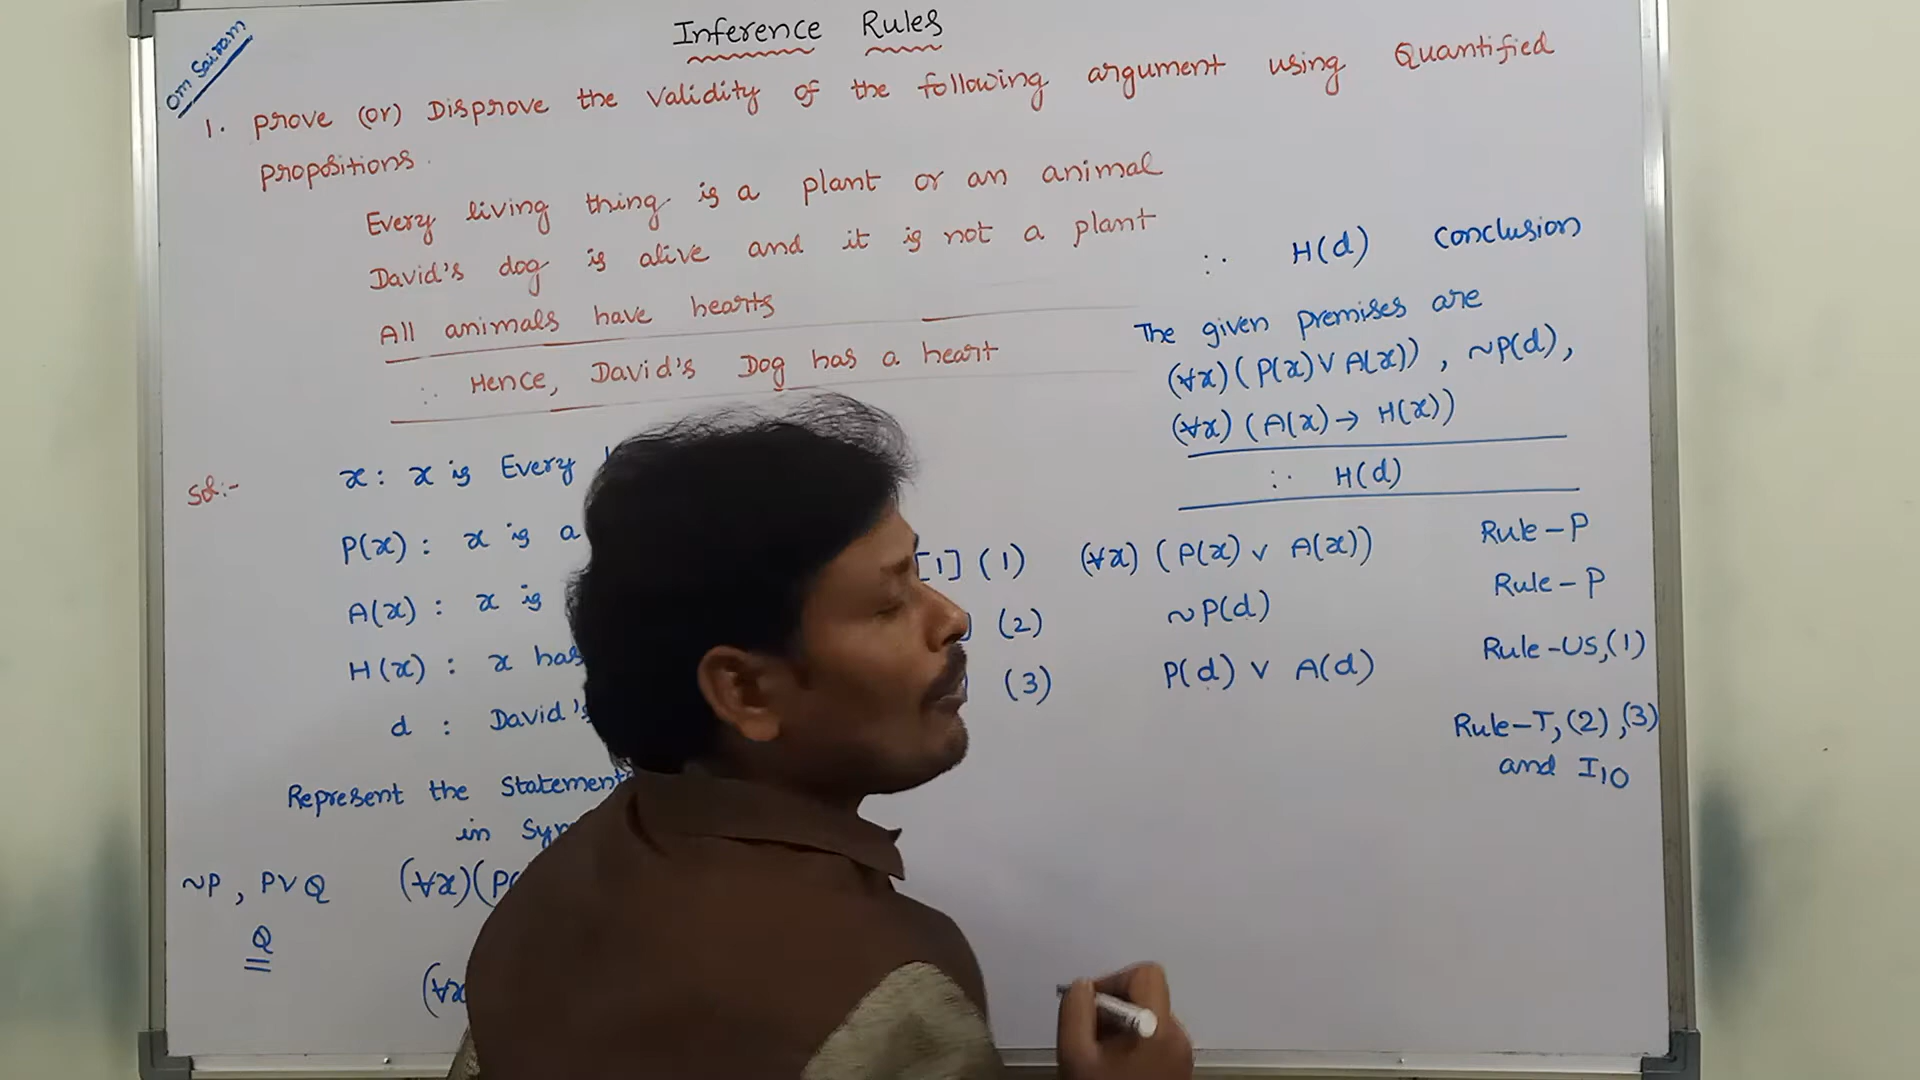 Om Sairam
Inference Rules
1. Prove (or) Disprove the Validity of the following argument using Quantified
propositions.
Every living thing is a plant or an animal
David's dog is alive and it is not a plant
All animals have hearts
∴ Hence, David's Dog has a heart
Sol:-
x : x is Every
P(x) : x is a
A(x) : x is
H(x) : x has
d : David's
Represent the Statements
in
~P , P∨Q
Q
(∀x)(P(
(∀x
∴ H(d) conclusion
The given premises are
(∀x)(P(x)∨A(x)) , ~P(d),
(∀x)(A(x)→ H(x))
∴ H(d)
[1] (1) (∀x) (P(x) ∨ A(x)) Rule-P
(2) ~P(d) Rule-P
(3) P(d) ∨ A(d) Rule-US,(1)
Rule-T,(2),(3)
and I10